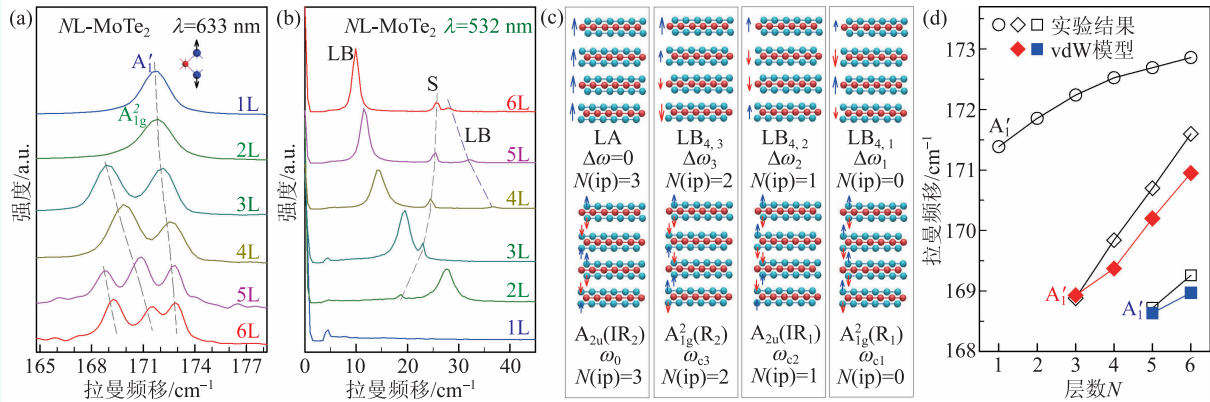 (a)
NL-MoTe₂ λ=633 nm
A₁′
1L
A²₁g
2L
3L
4L
5L
6L
强度/a.u.
165 168 171 174 177
拉曼频移/cm⁻¹
(b)
NL-MoTe₂ λ=532 nm
LB
S
6L
LB
5L
4L
3L
2L
1L
强度/a.u.
0 10 20 30 40
拉曼频移/cm⁻¹
(c)
LA LB₄,₃ LB₄,₂ LB₄,₁
Δω=0 Δω₃ Δω₂ Δω₁
N(ip)=3 N(ip)=2 N(ip)=1 N(ip)=0
A₂u(IR₂) A²₁g(R₂) A₂u(IR₁) A²₁g(R₁)
ω₀ ωc₃ ωc₂ ωc₁
N(ip)=3 N(ip)=2 N(ip)=1 N(ip)=0
(d)
实验结果
vdW模型
173
172
171
170
169
168
A₁′
A₁′
A₁′
拉曼频移/cm⁻¹
1 2 3 4 5 6
层数N